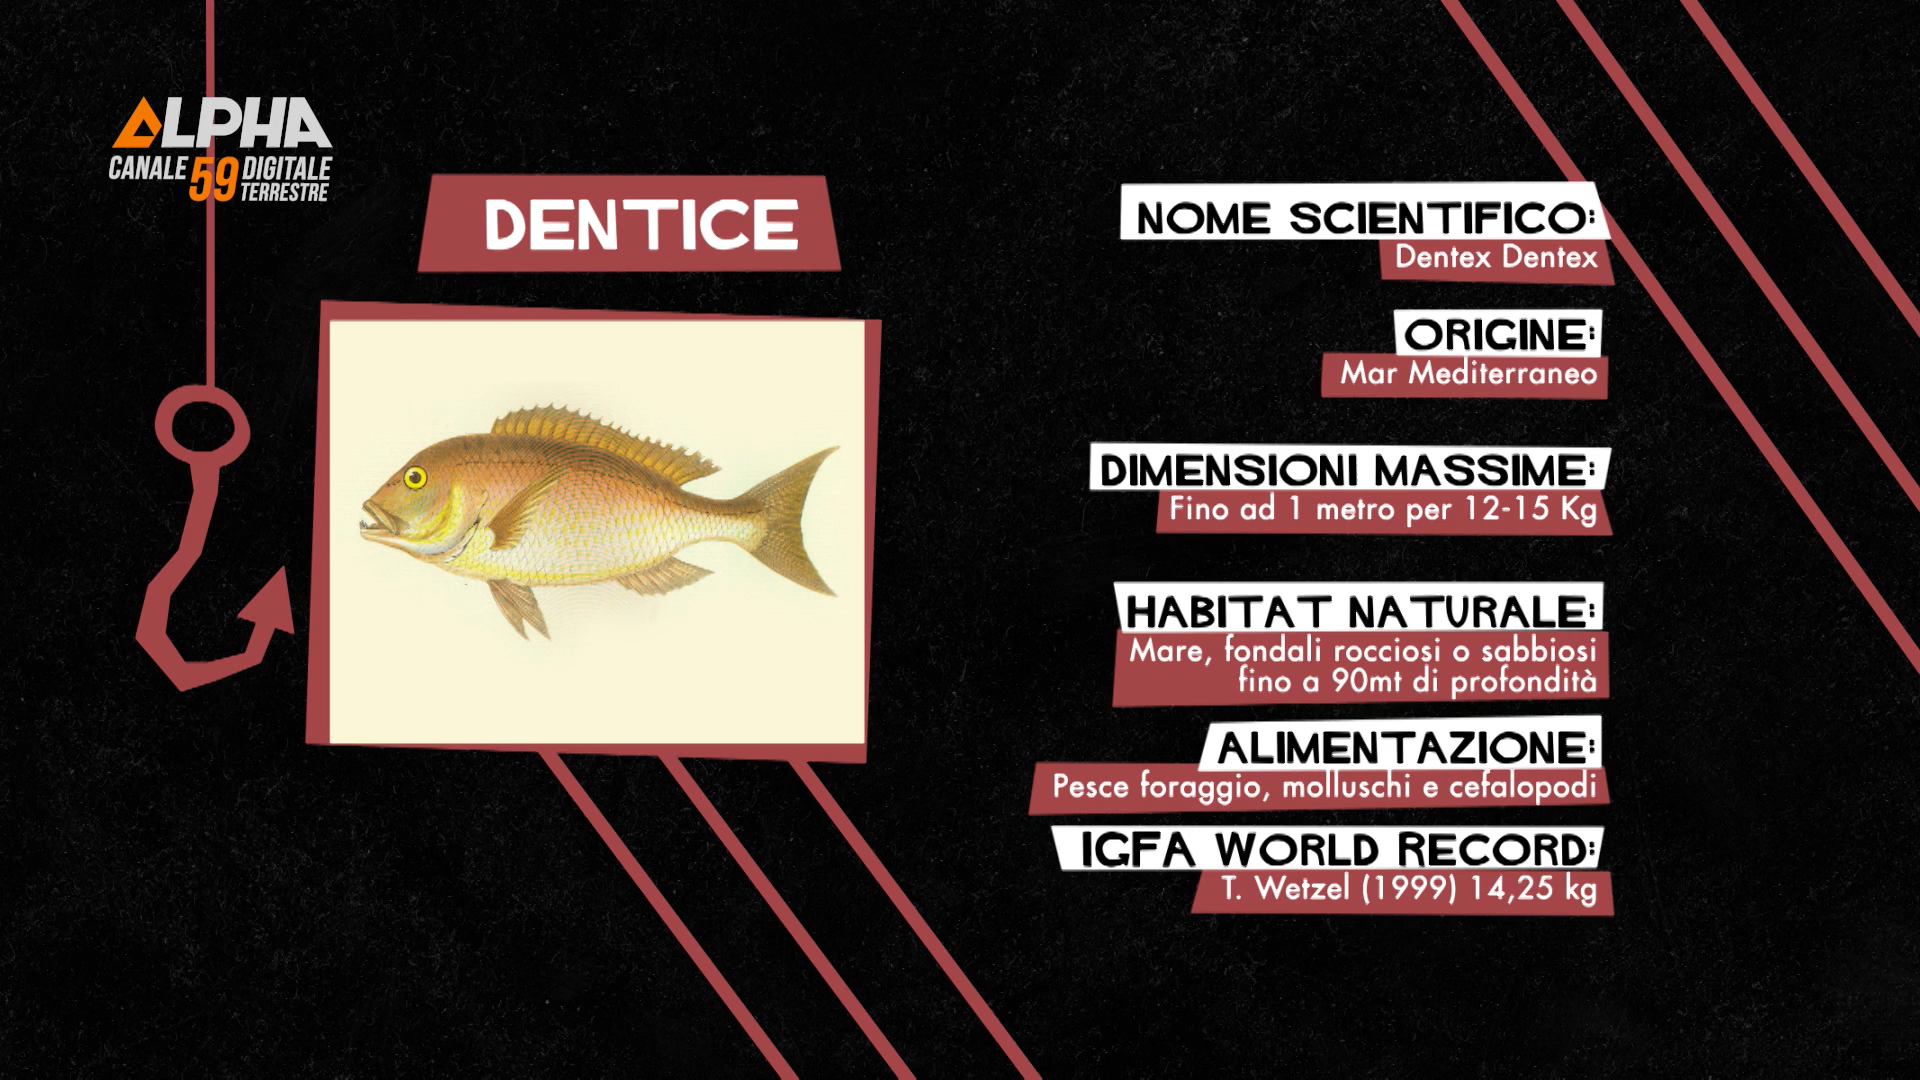 ALPHA
CANALE 59 DIGITALE
TERRESTRE
DENTICE
NOME SCIENTIFICO:
Dentex Dentex
ORIGINE:
Mar Mediterraneo
DIMENSIONI MASSIME:
Fino ad 1 metro per 12-15 Kg
HABITAT NATURALE:
Mare, fondali rocciosi o sabbiosi
fino a 90mt di profondità
ALIMENTAZIONE:
Pesce foraggio, molluschi e cefalopodi
IGFA WORLD RECORD:
T. Wetzel (1999) 14,25 kg